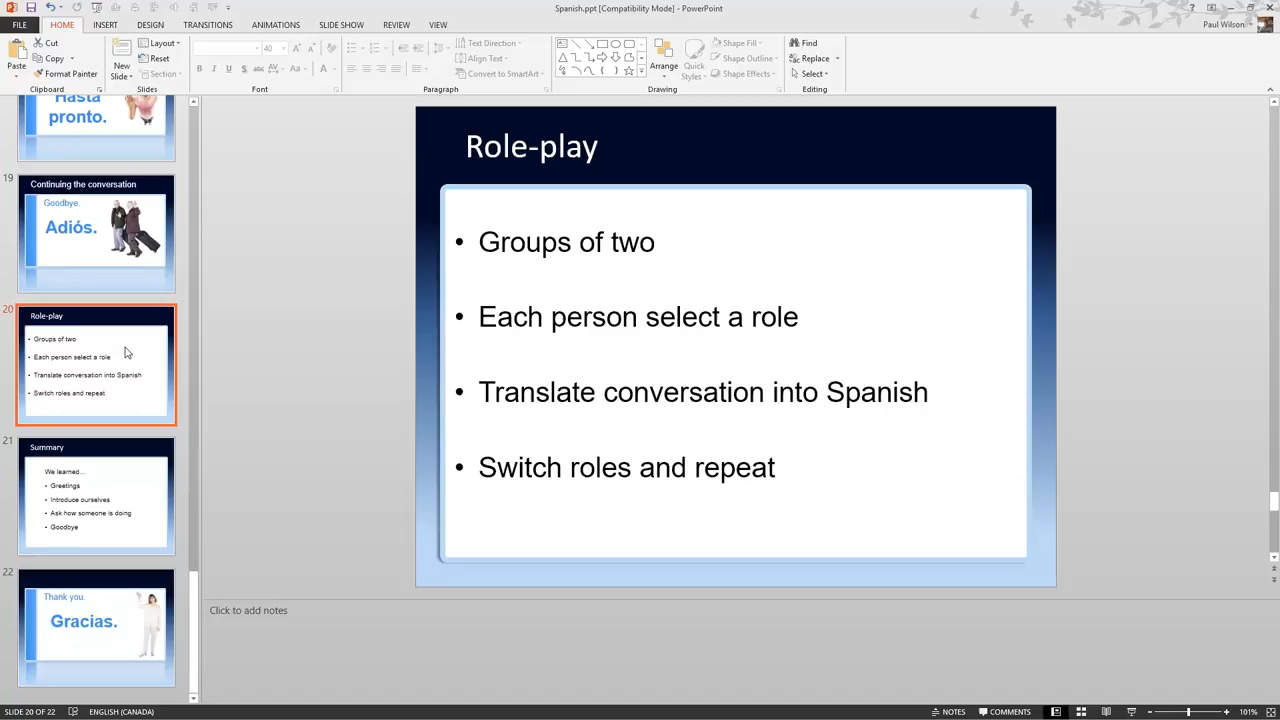 Spanish.ppt [Compatibility Mode] - PowerPoint
Paul Wilson
FILE HOME INSERT DESIGN TRANSITIONS ANIMATIONS SLIDE SHOW REVIEW VIEW
Paste
Cut
Copy
Format Painter
Clipboard
New Slide
Layout
Reset
Section
Slides
40
B I U S abc AV Aa A
Font
Text Direction
Align Text
Convert to SmartArt
Paragraph
Arrange
Quick Styles
Shape Fill
Shape Outline
Shape Effects
Drawing
Find
Replace
Select
Editing
Hasta
pronto.
19
Continuing the conversation
Goodbye.
Adiós.
20
Role-play
• Groups of two
• Each person select a role
• Translate conversation into Spanish
• Switch roles and repeat
21
Summary
We learned...
• Greetings
• Introduce ourselves
• Ask how someone is doing
• Goodbye
22
Thank you.
Gracias.
Role-play
• Groups of two
• Each person select a role
• Translate conversation into Spanish
• Switch roles and repeat
Click to add notes
SLIDE 20 OF 22 ENGLISH (CANADA) NOTES COMMENTS 101%